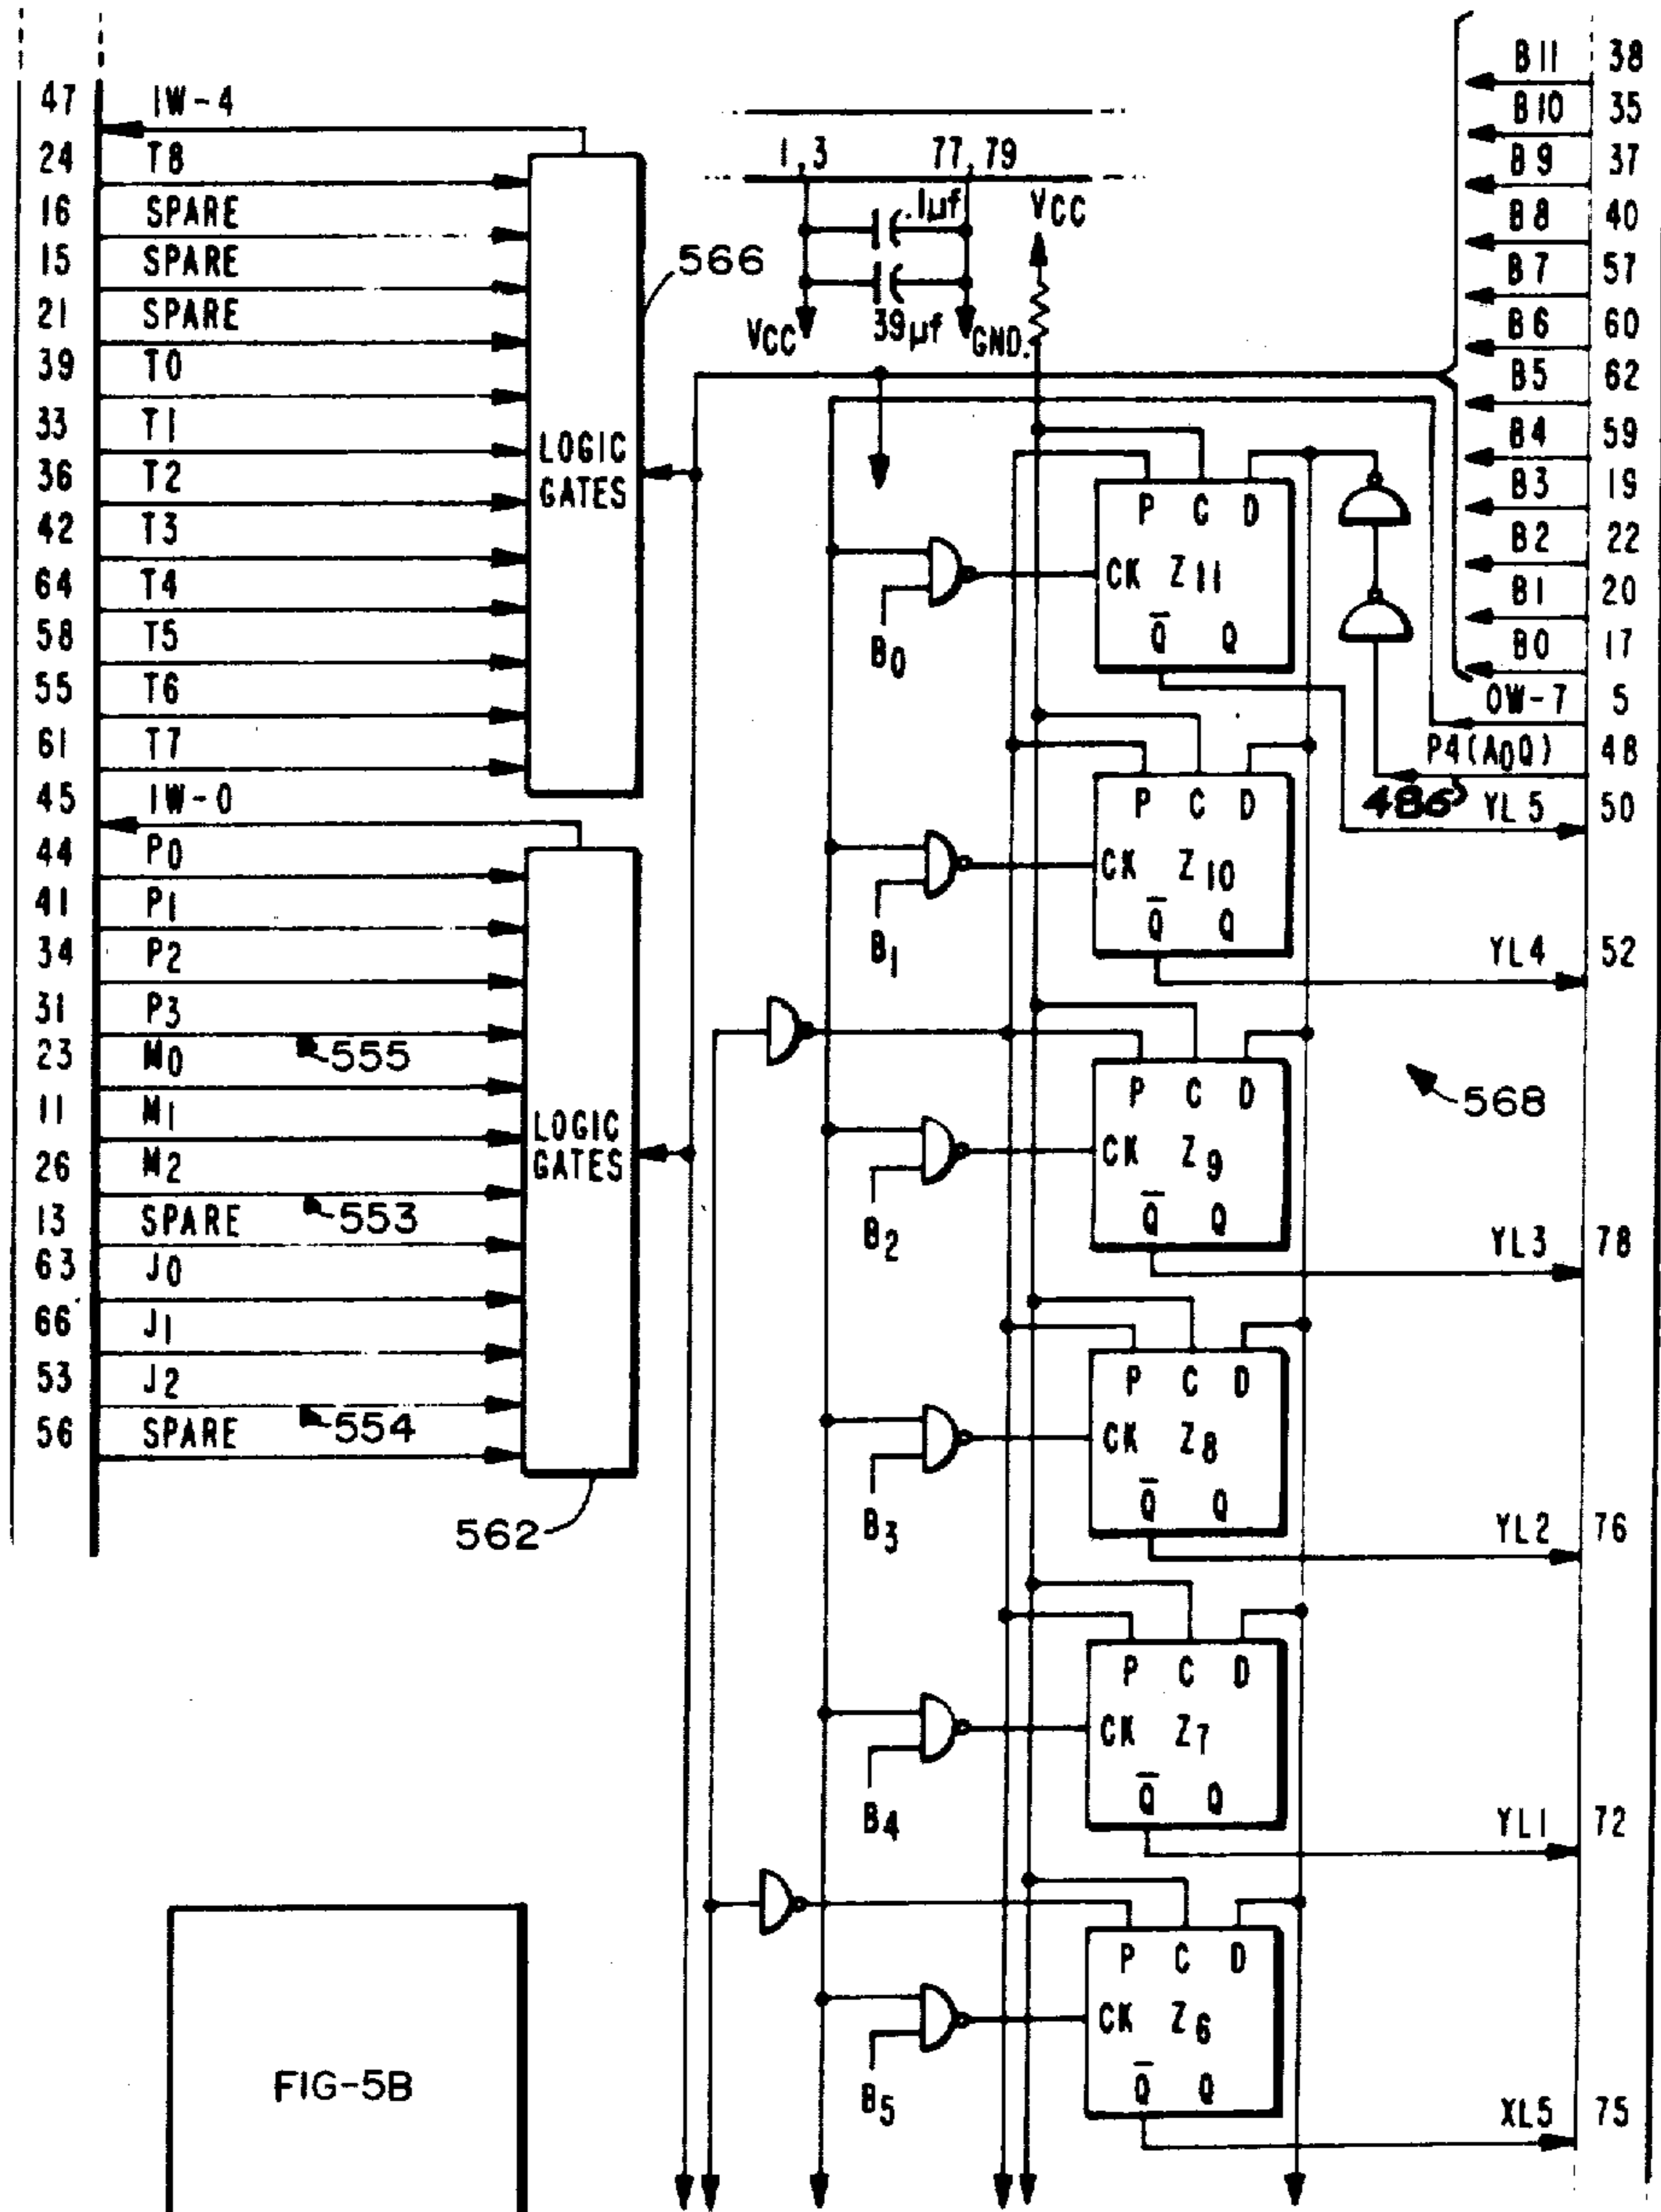 47 IW-4
24 T8
16 SPARE
15 SPARE
21 SPARE
39 T0
33 T1
36 T2
42 T3
64 T4
58 T5
55 T6
61 T7
45 IW-0
44 P0
41 P1
34 P2
31 P3
555
23 M0
11 M1
26 M2
553
13 SPARE
63 J0
66 J1
53 J2
554
56 SPARE
LOGIC
GATES
566
LOGIC
GATES
562
1,3 77,79
.1µf
VCC
39µf
VCC
GND.
B11 38
B10 35
B9 37
B8 40
B7 57
B6 60
B5 62
B4 59
B3 19
B2 22
B1 20
B0 17
OW-7 5
P4(A0Q) 48
486
YL5 50
YL4 52
568
YL3 78
YL2 76
YL1 72
XL5 75
P C D
CK Z11
Q̅ Q
B0
P C D
CK Z10
Q̅ Q
B1
P C D
CK Z9
Q̅ Q
B2
P C D
CK Z8
Q̅ Q
B3
P C D
CK Z7
Q̅ Q
B4
P C D
CK Z6
Q̅ Q
B5
FIG-5B